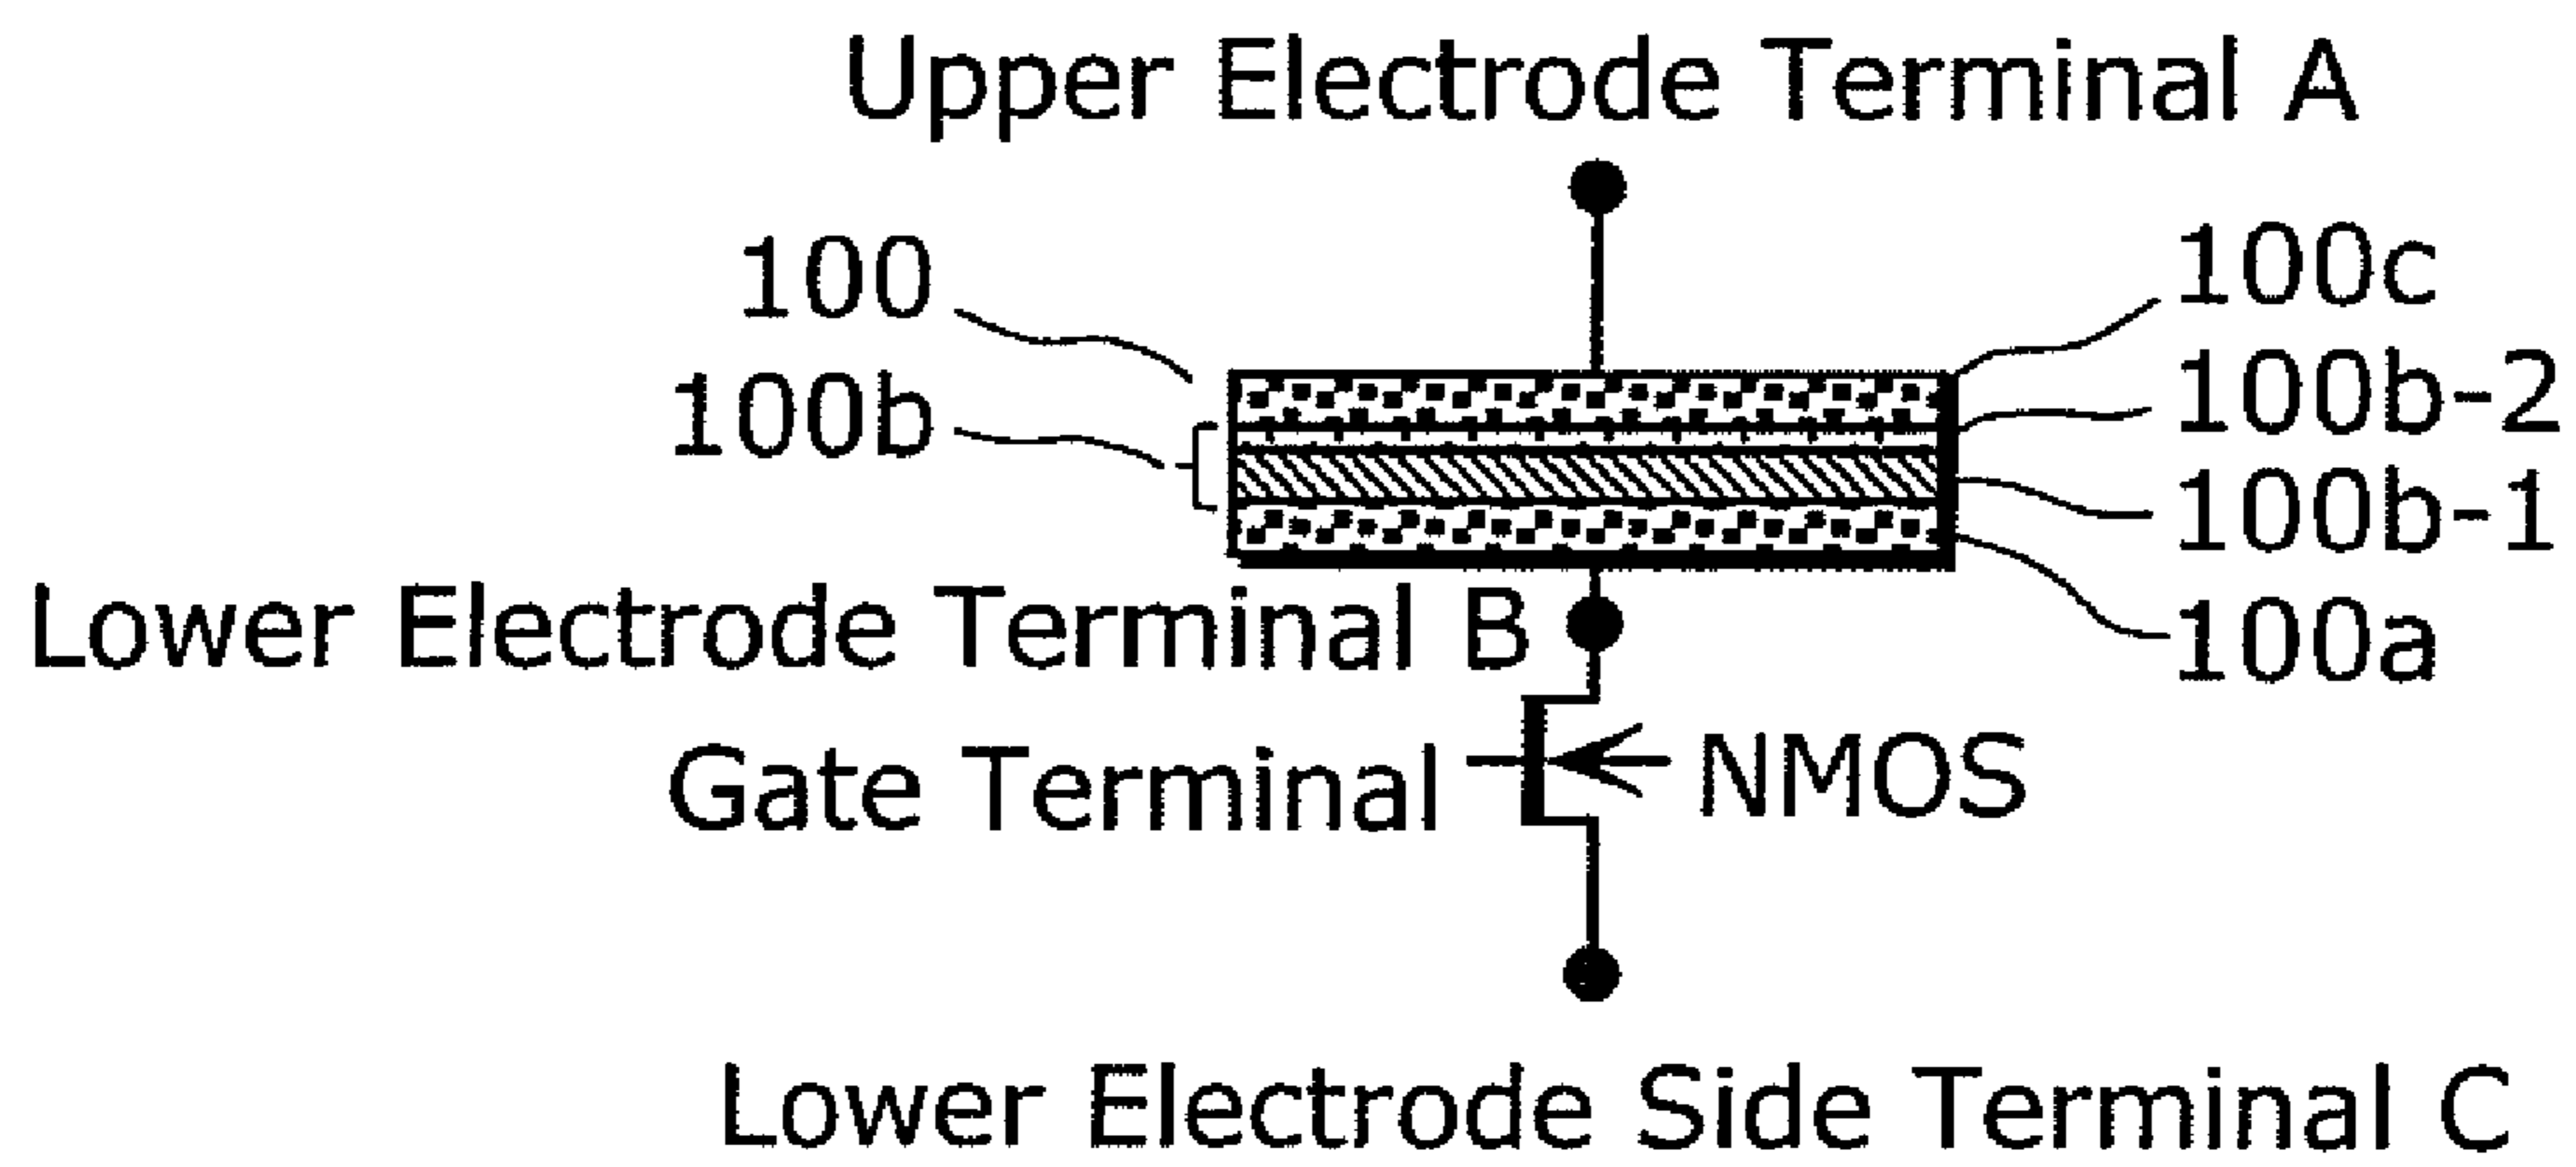 Upper Electrode Terminal A
100
100c
100b
100b-2
100b-1
Lower Electrode Terminal B
100a
Gate Terminal
NMOS
Lower Electrode Side Terminal C